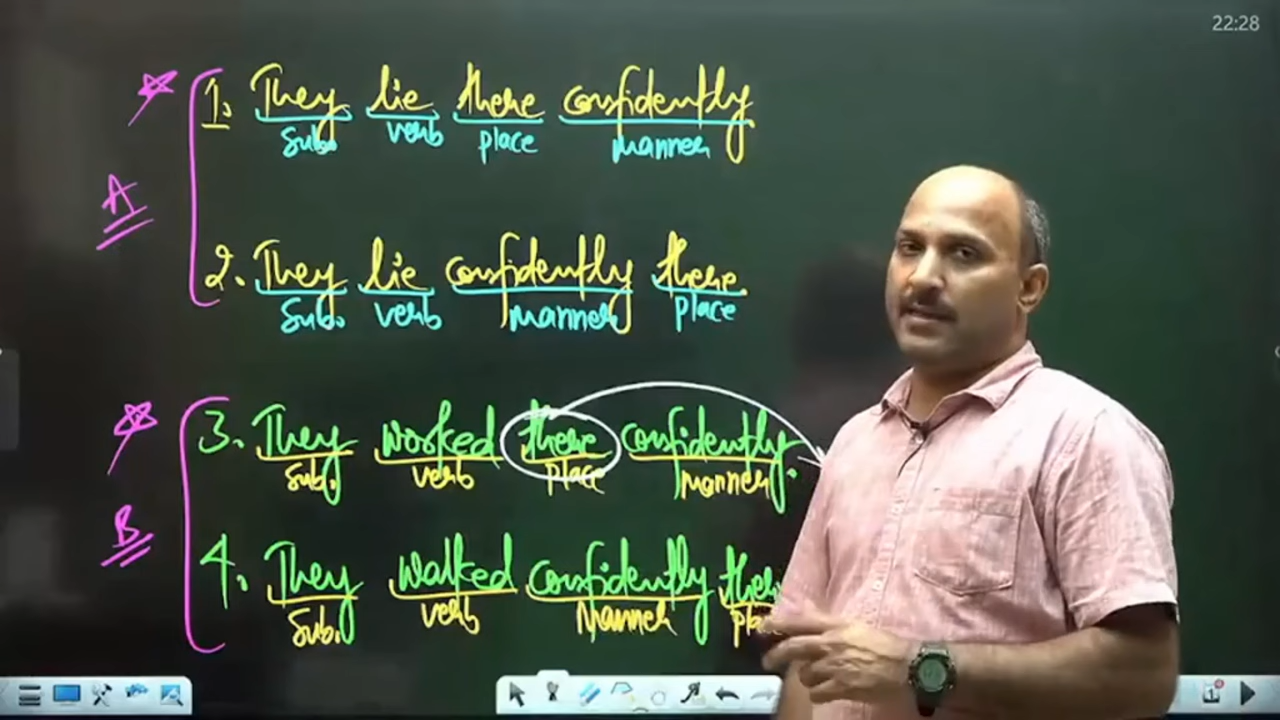 22:28
1. They lie there confidently
Sub. verb place manner
A
2. They lie confidently there
Sub. verb manner place
3. They worked there confidently.
Sub. verb place manner
B
4. They walked confidently
Sub. verb Manner
1